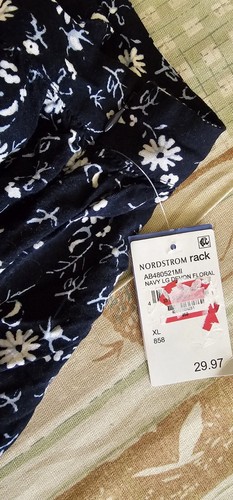 NORDSTROM rack
AB480521MI
NAVY LG DEVON FLORAL
XL
858
29.97